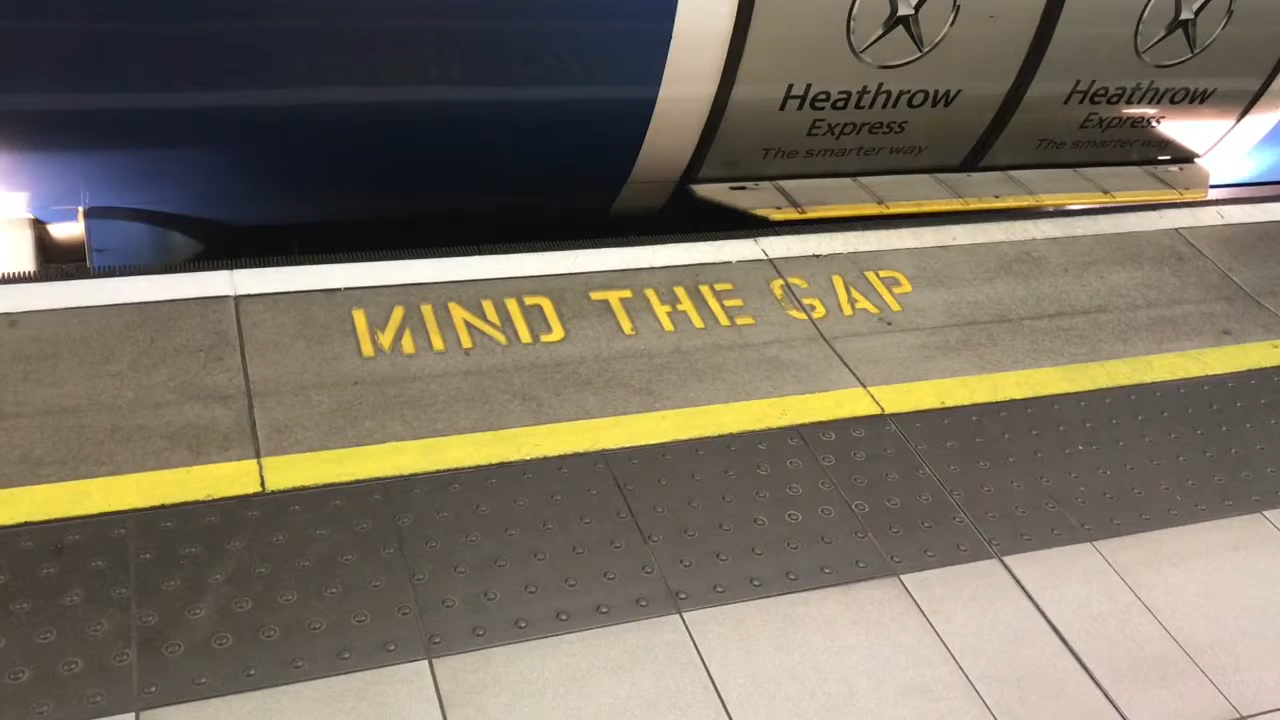 Heathrow
Express
The smarter way
Heathrow
Express
The smarter way
MIND THE GAP